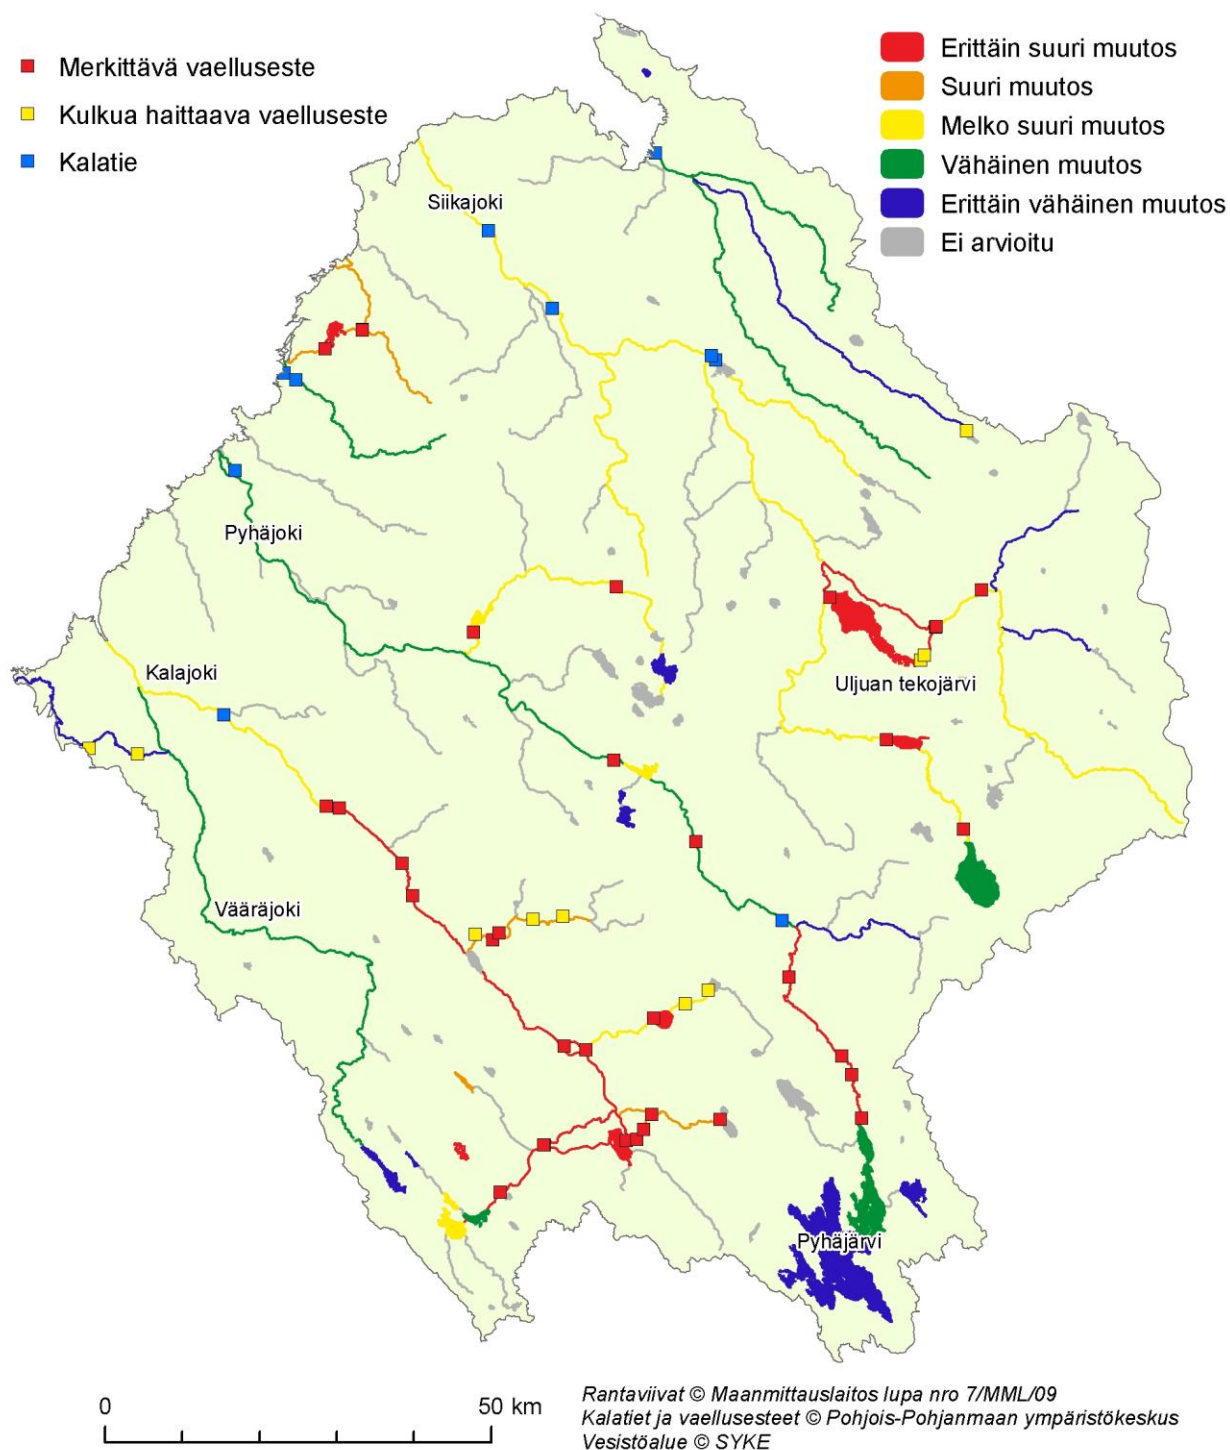 Merkittävä vaelluseste
Kulkua haittaava vaelluseste
Kalatie
Erittäin suuri muutos
Suuri muutos
Melko suuri muutos
Vähäinen muutos
Erittäin vähäinen muutos
Ei arvioitu
Siikajoki
Pyhäjoki
Kalajoki
Uljuan tekojärvi
Vääräjoki
Pyhäjärvi
0 50 km
Rantaviivat © Maanmittauslaitos lupa nro 7/MML/09
Kalatiet ja vaellusesteet © Pohjois-Pohjanmaan ympäristökeskus
Vesistöalue © SYKE